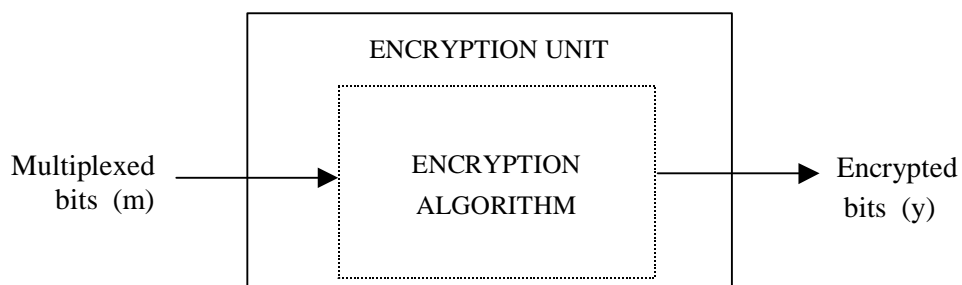 ENCRYPTION UNIT
Multiplexed
bits (m)
ENCRYPTION
ALGORITHM
Encrypted
bits (y)